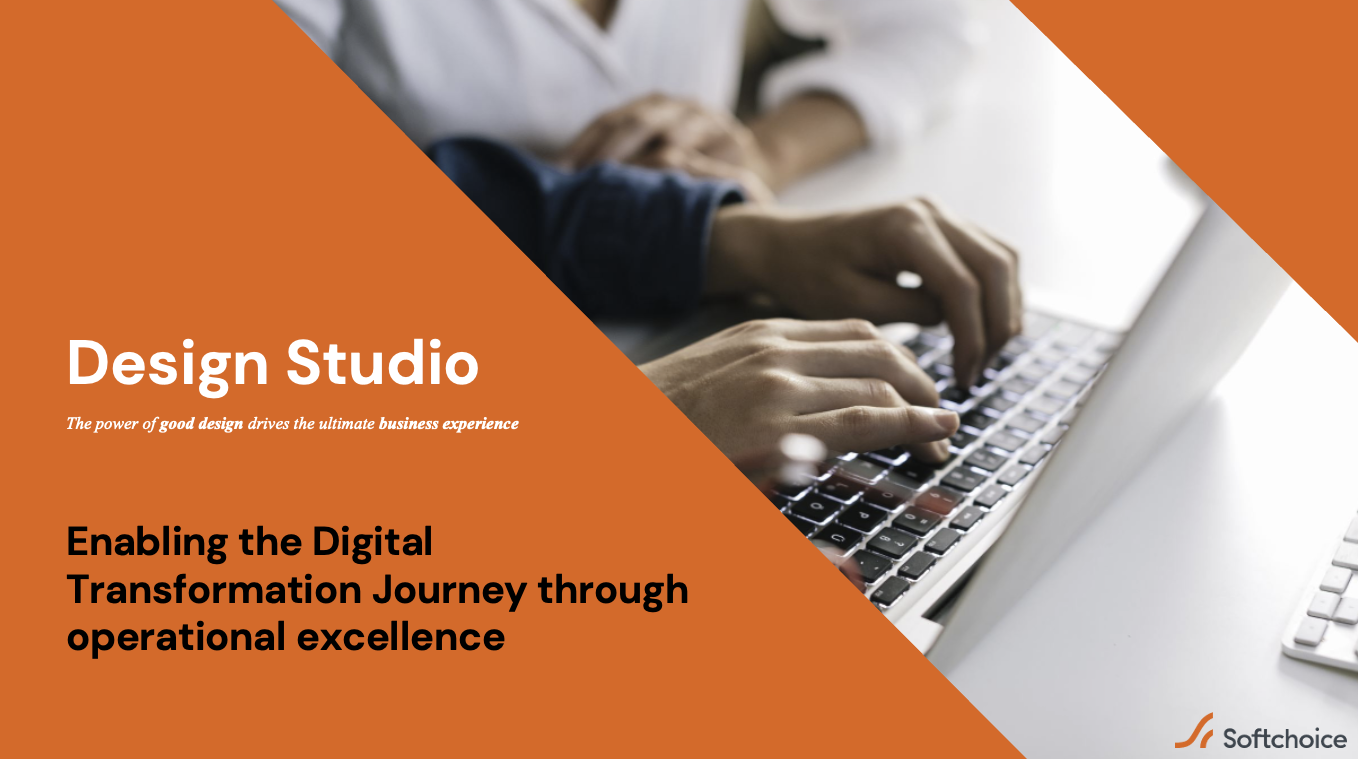 Design Studio
The power of good design drives the ultimate business experience
Enabling the Digital
Transformation Journey through
operational excellence
Softchoice